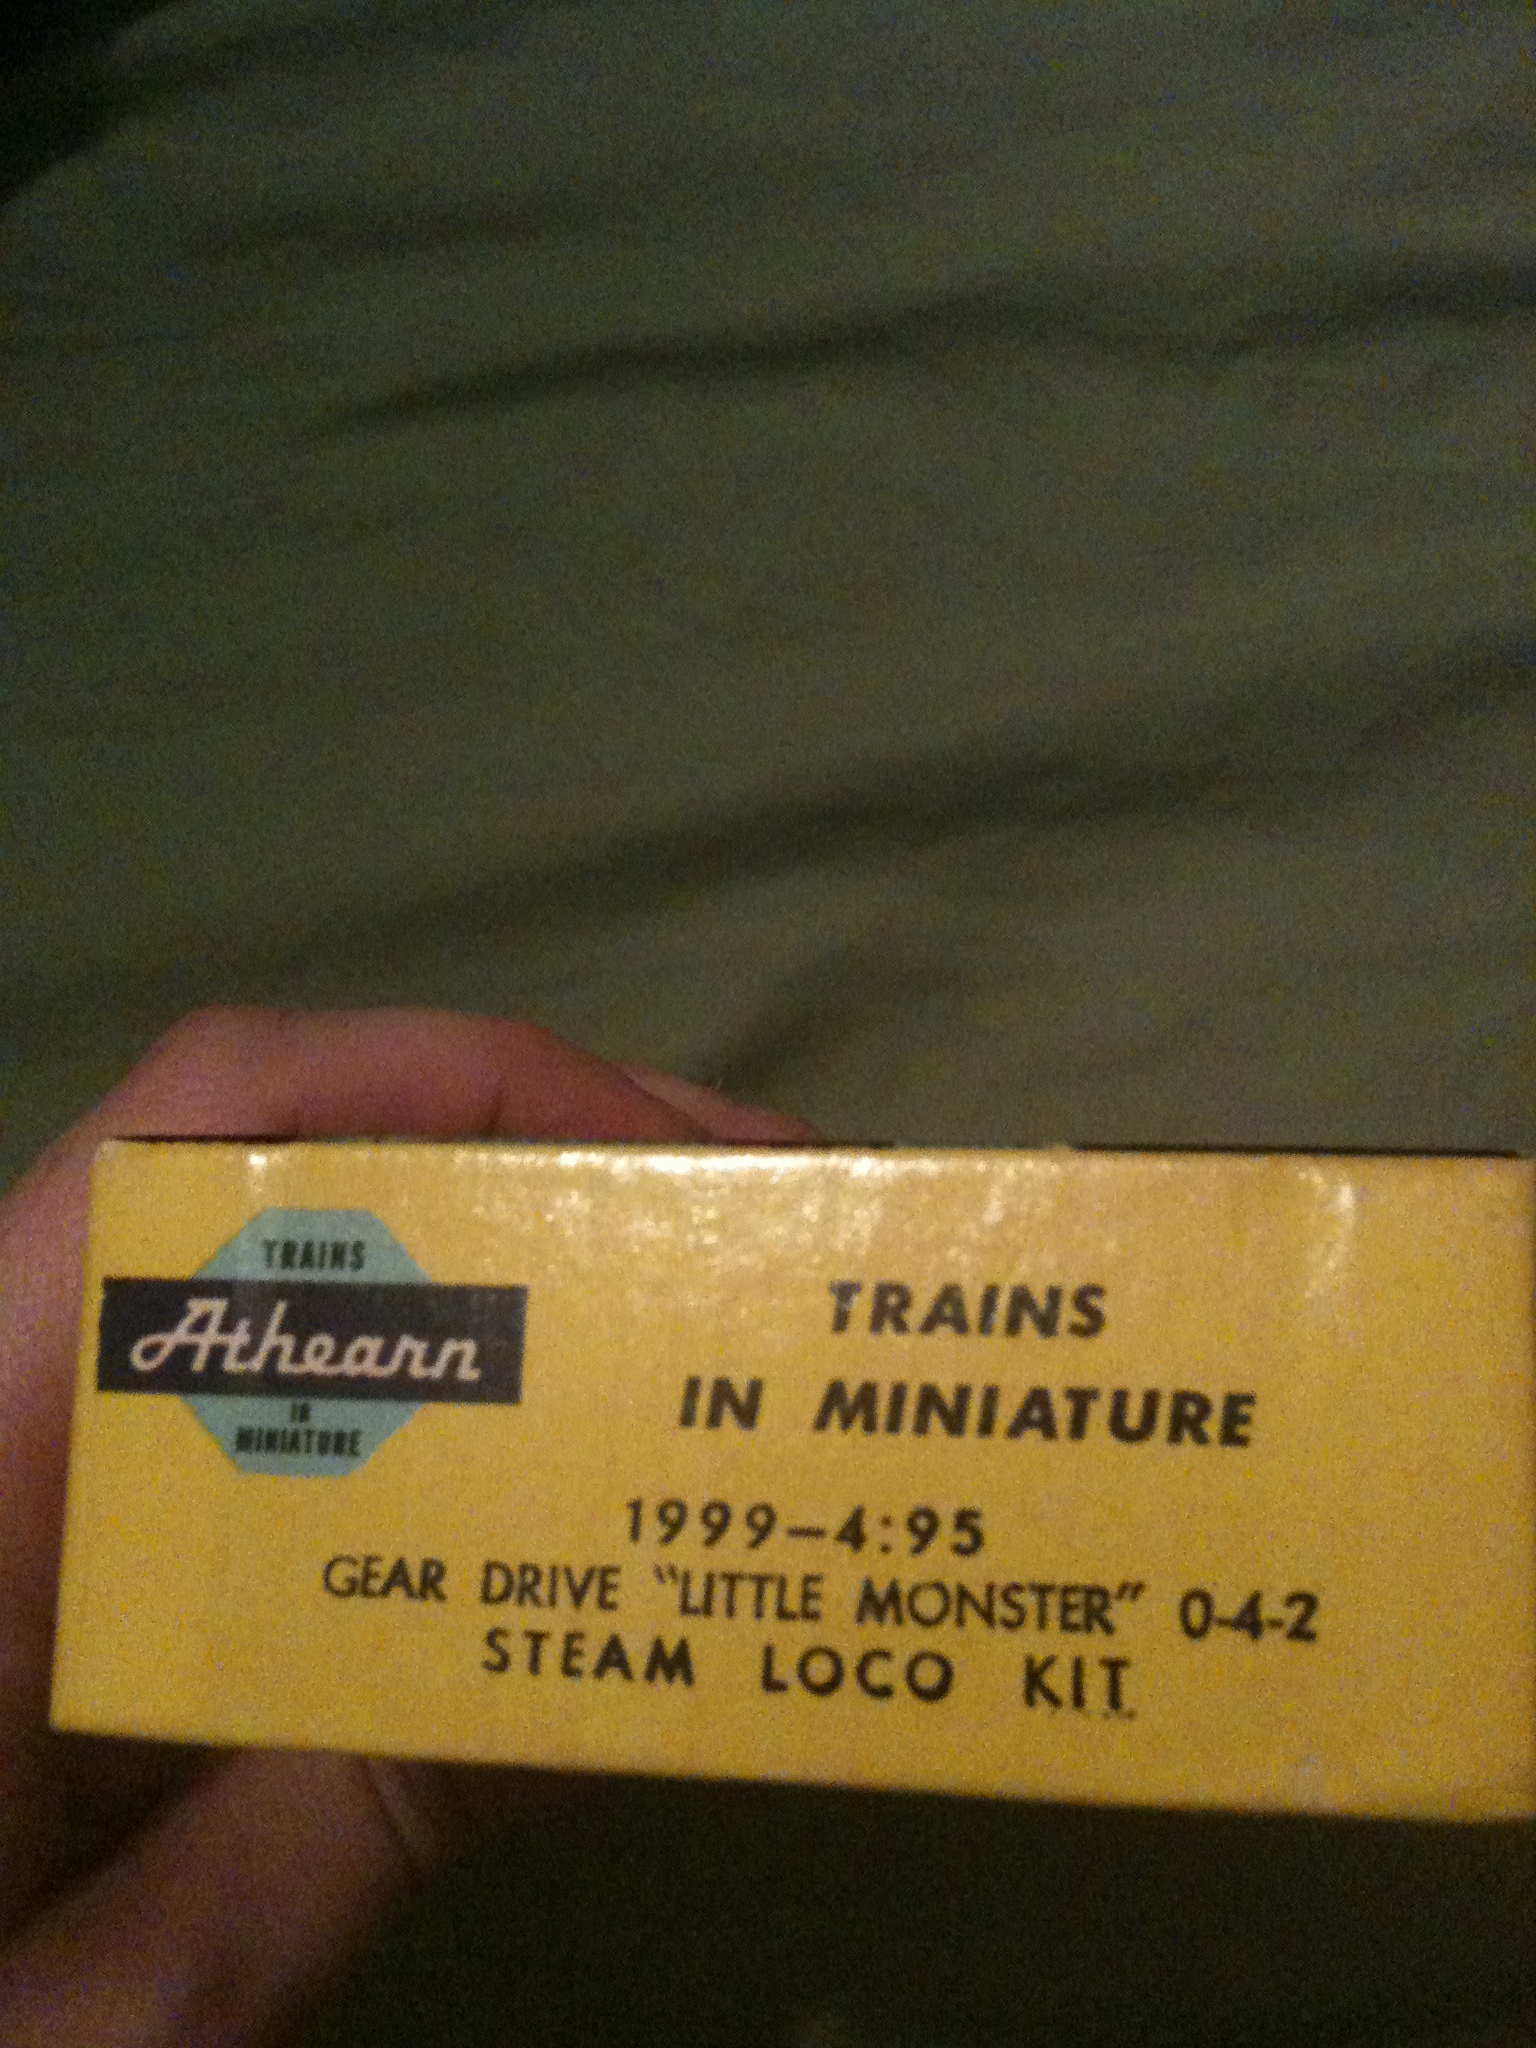 TRAINS
Athearn
IN
MINIATURE
TRAINS
IN MINIATURE
1999-4:95
GEAR DRIVE "LITTLE MONSTER" 0-4-2
STEAM LOCO KIT